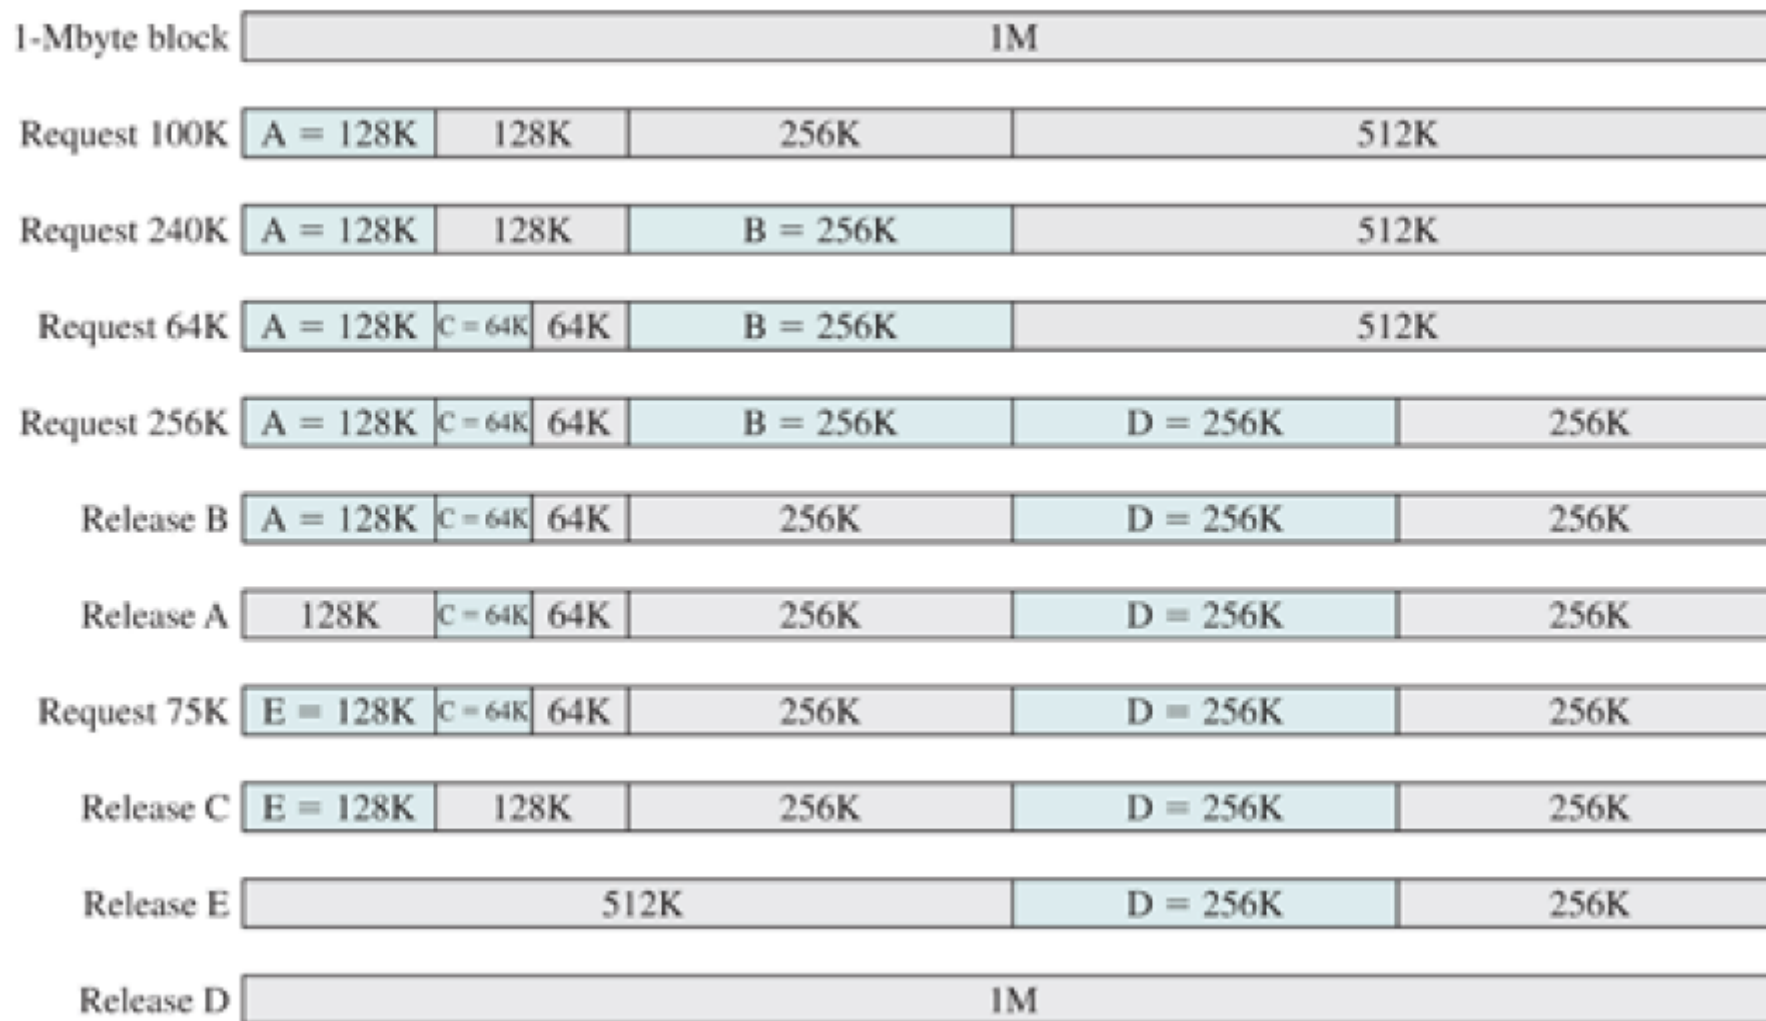 1-Mbyte block 1M
Request 100K A = 128K 128K 256K 512K
Request 240K A = 128K 128K B = 256K 512K
Request 64K A = 128K C = 64K 64K B = 256K 512K
Request 256K A = 128K C = 64K 64K B = 256K D = 256K 256K
Release B A = 128K C = 64K 64K 256K D = 256K 256K
Release A 128K C = 64K 64K 256K D = 256K 256K
Request 75K E = 128K C = 64K 64K 256K D = 256K 256K
Release C E = 128K 128K 256K D = 256K 256K
Release E 512K D = 256K 256K
Release D 1M